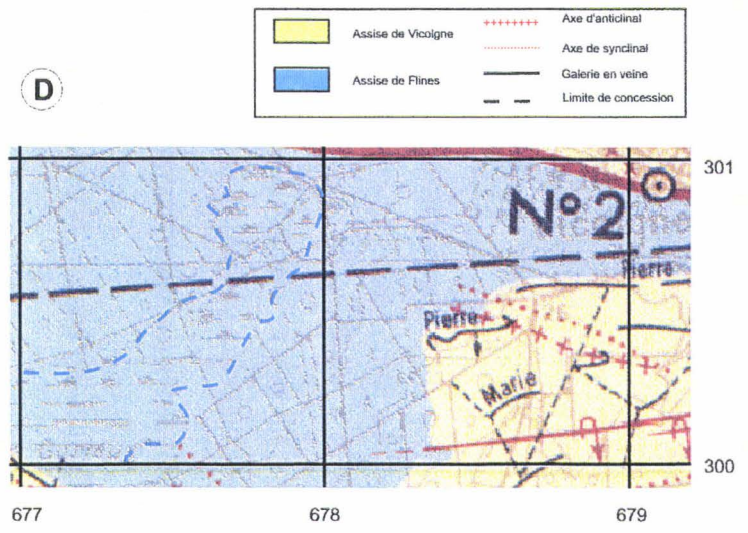 Assise de Vicoigne
Assise de Flines
Axe d'anticlinal
Axe de synclinal
Galerie en veine
Limite de concession
D
301
Nº 2
Pierre
Pierre
Marie
300
677
678
679